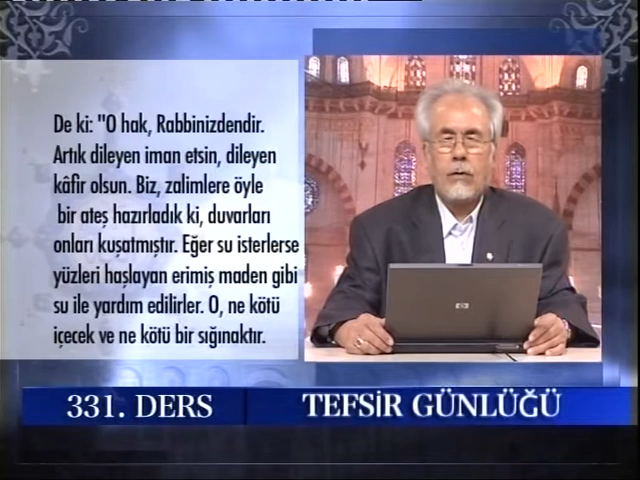 De ki: "O hak, Rabbinizdendir.
Artık dileyen iman etsin, dileyen
kâfir olsun. Biz, zalimlere öyle
bir ateş hazırladık ki, duvarları
onları kuşatmıştır. Eğer su isterlerse
yüzleri haşlayan erimiş maden gibi
su ile yardım edilirler. O, ne kötü
içecek ve ne kötü bir sığınaktır.
hp
331. DERS
TEFSİR GÜNLÜĞÜ